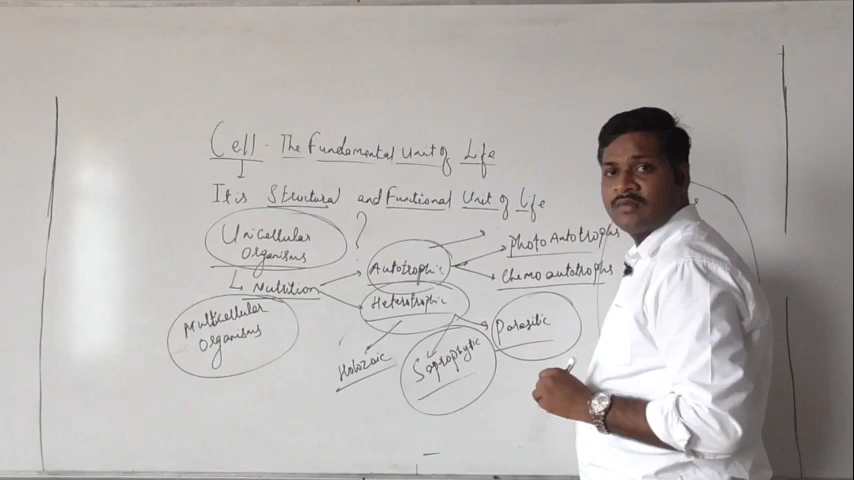 Cell - The Fundamental Unit of Life
It is Structural and Functional Unit of Life
Unicellular
Organisms
?
Nutrition
Autotrophic
Photo Autotrophs
Chemo autotrophs
Heterotrophic
Multicellular
Organisms
Holozoic
Saprophytic
Parasitic